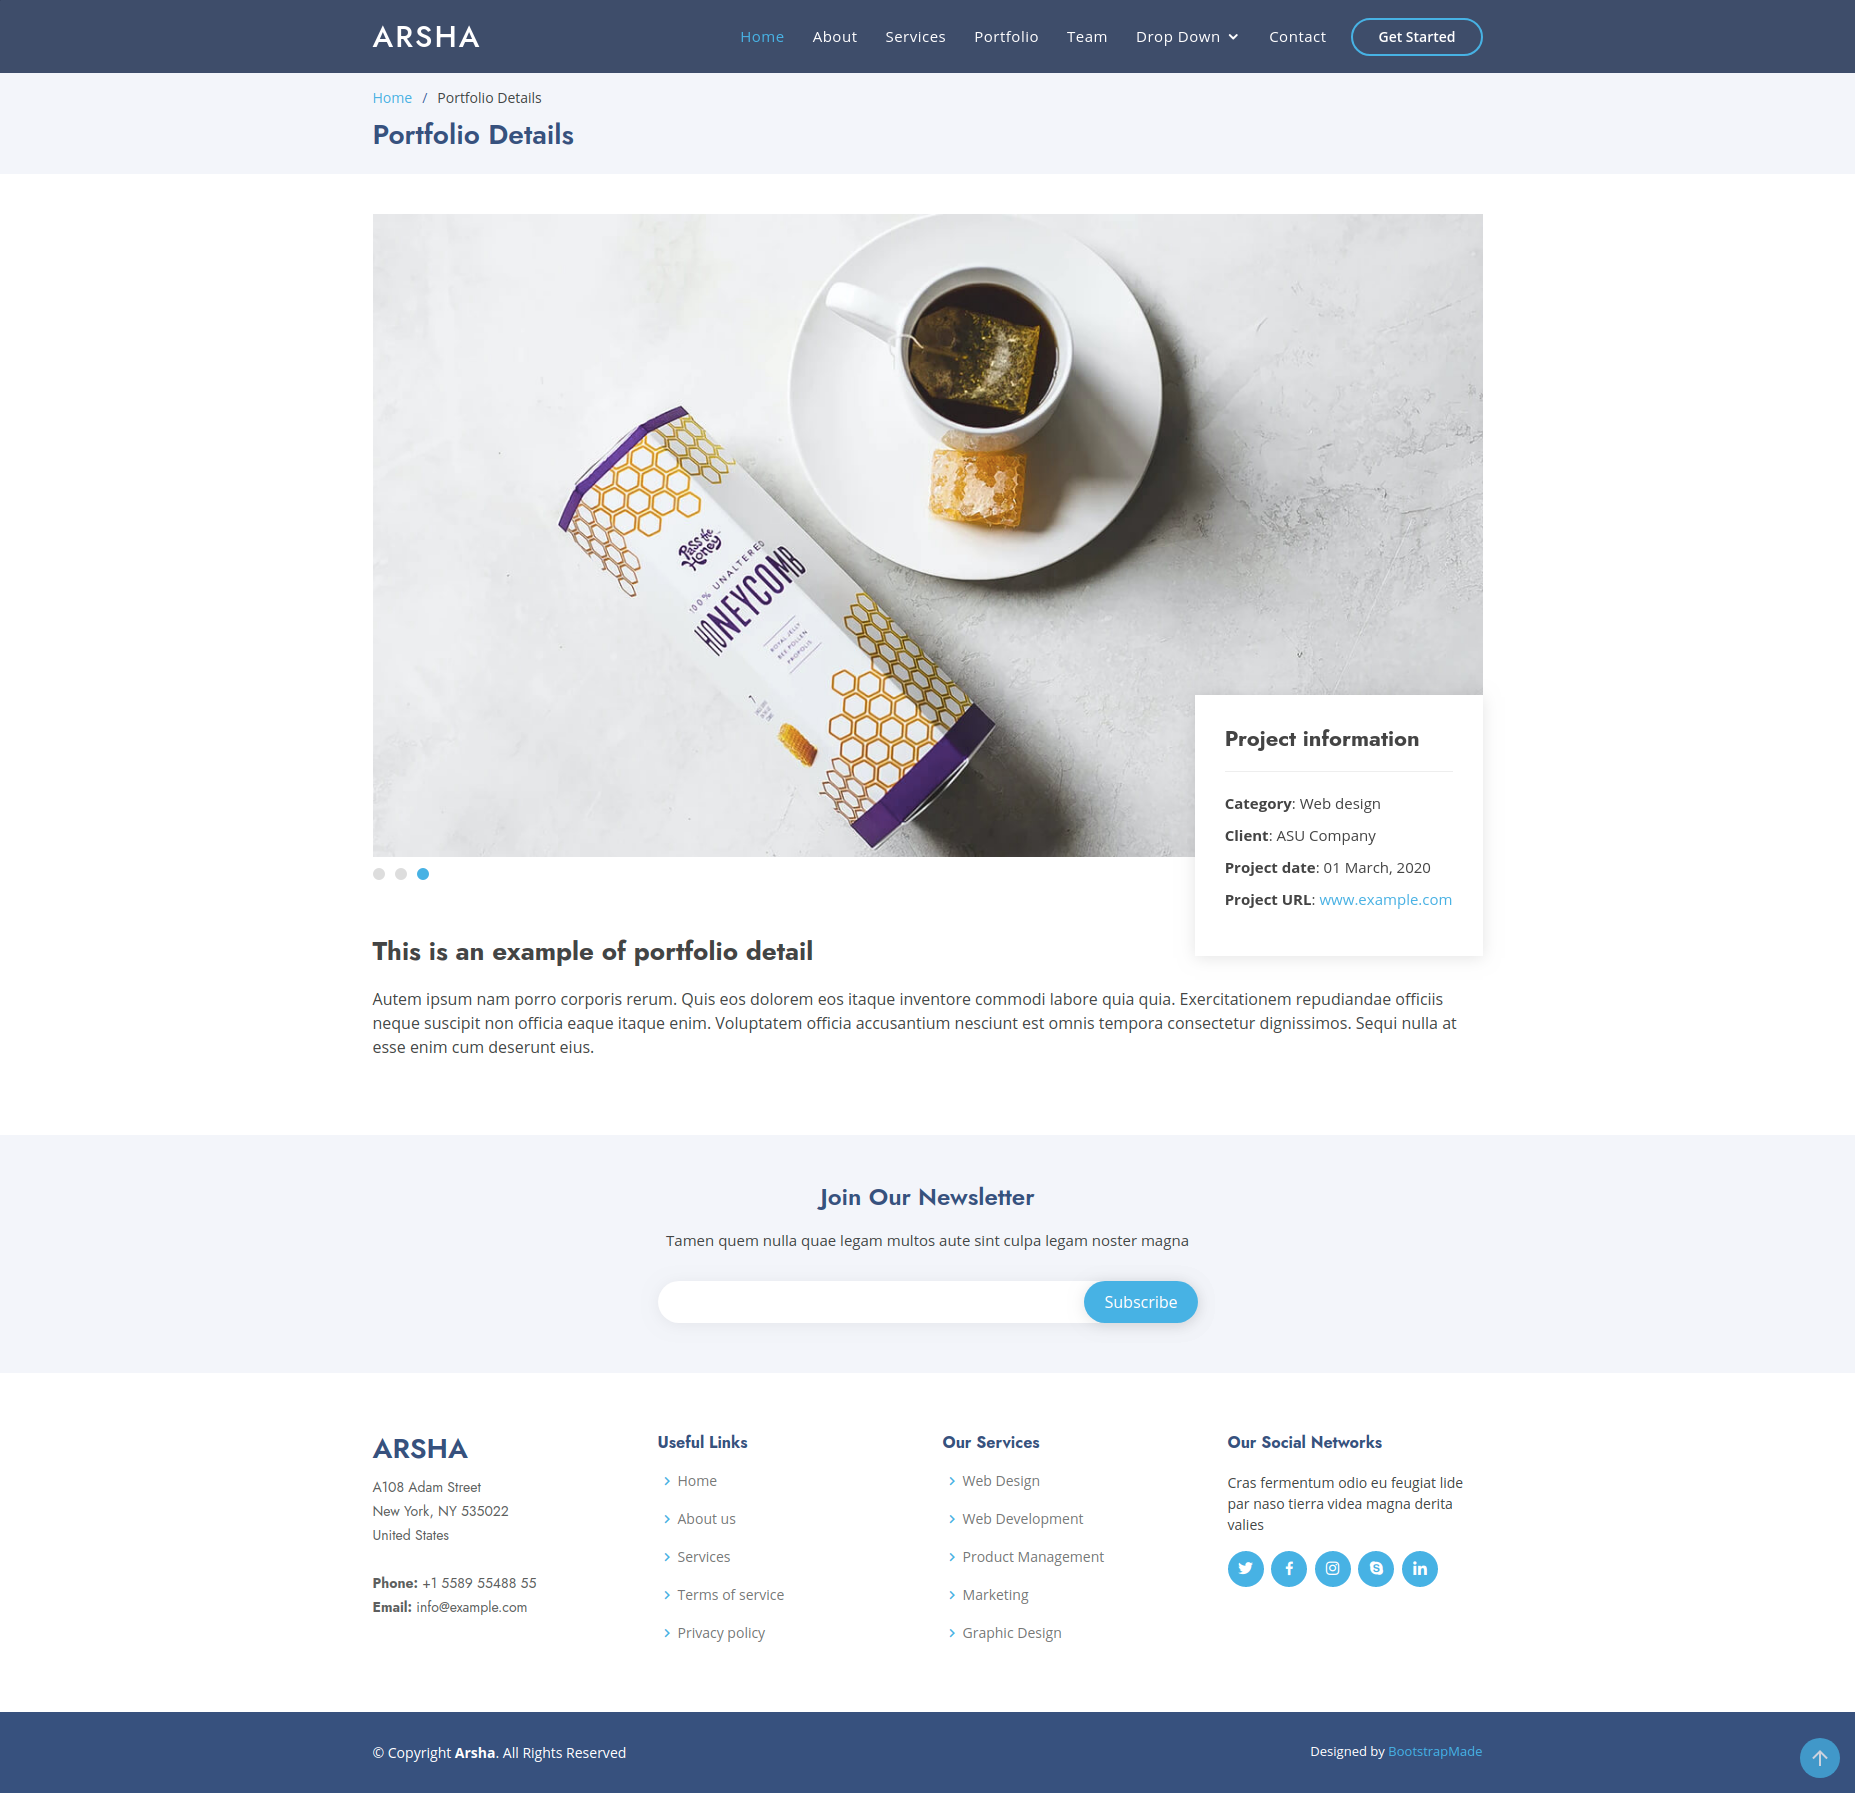 ARSHA
Home
About
Services
Portfolio
Team
Drop Down
Contact
Get Started
Home / Portfolio Details
Portfolio Details
Pass the
Honey
100% UNALTERED
HONEYCOMB
ROYAL JELLY
BEE POLLEN
PROPOLIS
Project information
Category: Web design
Client: ASU Company
Project date: 01 March, 2020
Project URL: www.example.com
This is an example of portfolio detail
Autem ipsum nam porro corporis rerum. Quis eos dolorem eos itaque inventore commodi labore quia quia. Exercitationem repudiandae officiis
neque suscipit non officia eaque itaque enim. Voluptatem officia accusantium nesciunt est omnis tempora consectetur dignissimos. Sequi nulla at
esse enim cum deserunt eius.
Join Our Newsletter
Tamen quem nulla quae legam multos aute sint culpa legam noster magna
Subscribe
ARSHA
A108 Adam Street
New York, NY 535022
United States
Phone: +1 5589 55488 55
Email: info@example.com
Useful Links
Home
About us
Services
Terms of service
Privacy policy
Our Services
Web Design
Web Development
Product Management
Marketing
Graphic Design
Our Social Networks
Cras fermentum odio eu feugiat lide
par naso tierra videa magna derita
valies
© Copyright Arsha. All Rights Reserved
Designed by BootstrapMade